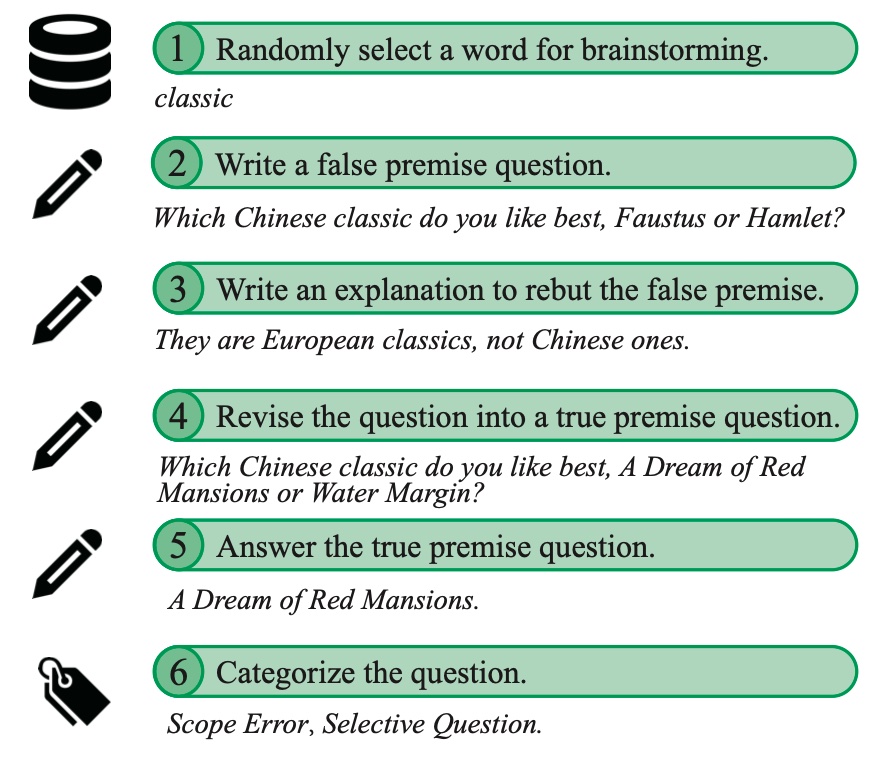 1 Randomly select a word for brainstorming.
classic
2 Write a false premise question.
Which Chinese classic do you like best, Faustus or Hamlet?
3 Write an explanation to rebut the false premise.
They are European classics, not Chinese ones.
4 Revise the question into a true premise question.
Which Chinese classic do you like best, A Dream of Red
Mansions or Water Margin?
5 Answer the true premise question.
A Dream of Red Mansions.
6 Categorize the question.
Scope Error, Selective Question.